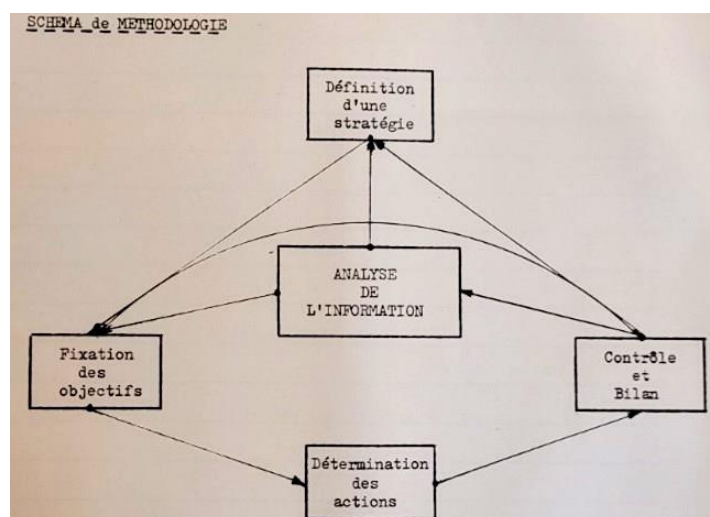 SCHEMA de METHODOLOGIE
Définition
d'une
stratégie
ANALYSE
DE
L'INFORMATION
Fixation
des
objectifs
Contrôle
et
Bilan
Détermination
des
actions